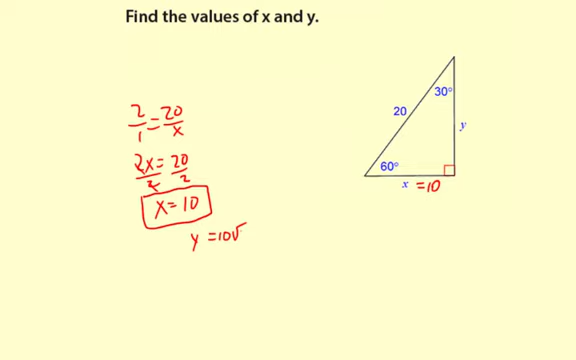 Find the values of x and y.
30°
20
2/1 = 20/x
y
2x/2 = 20/2
60°
x = 10
x = 10
y = 10√